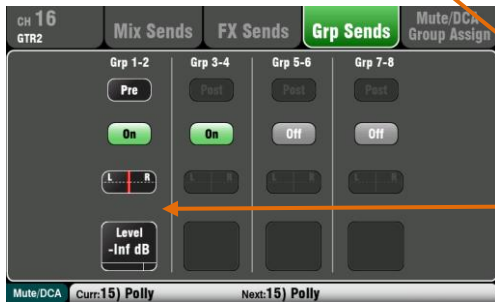 CH 16
GTR2
Mix Sends FX Sends Grp Sends Mute/DCA
Group Assign
Grp 1-2 Grp 3-4 Grp 5-6 Grp 7-8
Pre Post Post Post
On On Off Off
L R L R L R L R
Level
-Inf dB
Mute/DCA Curr:15) Polly Next:15) Polly